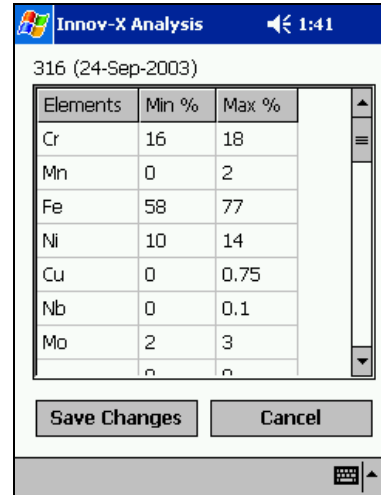 Innov-X Analysis 1:41
316 (24-Sep-2003)
Elements Min % Max %
Cr 16 18
Mn 0 2
Fe 58 77
Ni 10 14
Cu 0 0.75
Nb 0 0.1
Mo 2 3
Save Changes Cancel